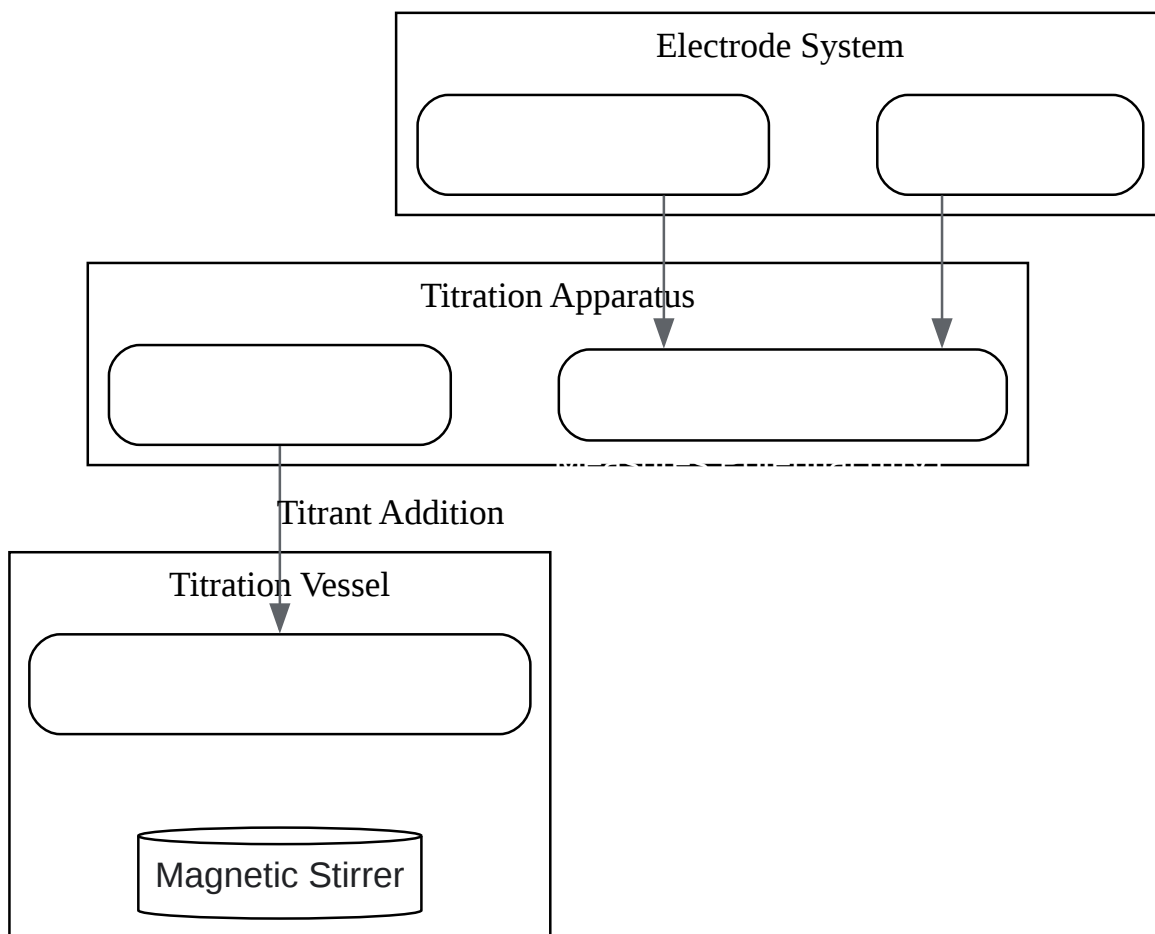 Electrode System
Titration Apparatus
Titrant Addition
Titration Vessel
Magnetic Stirrer